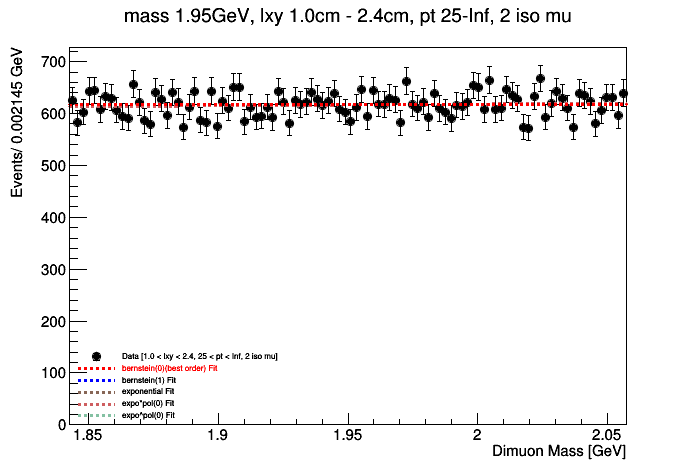 mass 1.95GeV, lxy 1.0cm - 2.4cm, pt 25-Inf, 2 iso mu
Events/ 0.002145 GeV
700
600
500
400
300
200
100
0
Data [1.0 < lxy < 2.4, 25 < pt < Inf, 2 iso mu]
bernstein(0)(best order) Fit
bernstein(1) Fit
exponential Fit
expo*pol(0) Fit
expo^pol(0) Fit
1.85 1.9 1.95 2 2.05
Dimuon Mass [GeV]